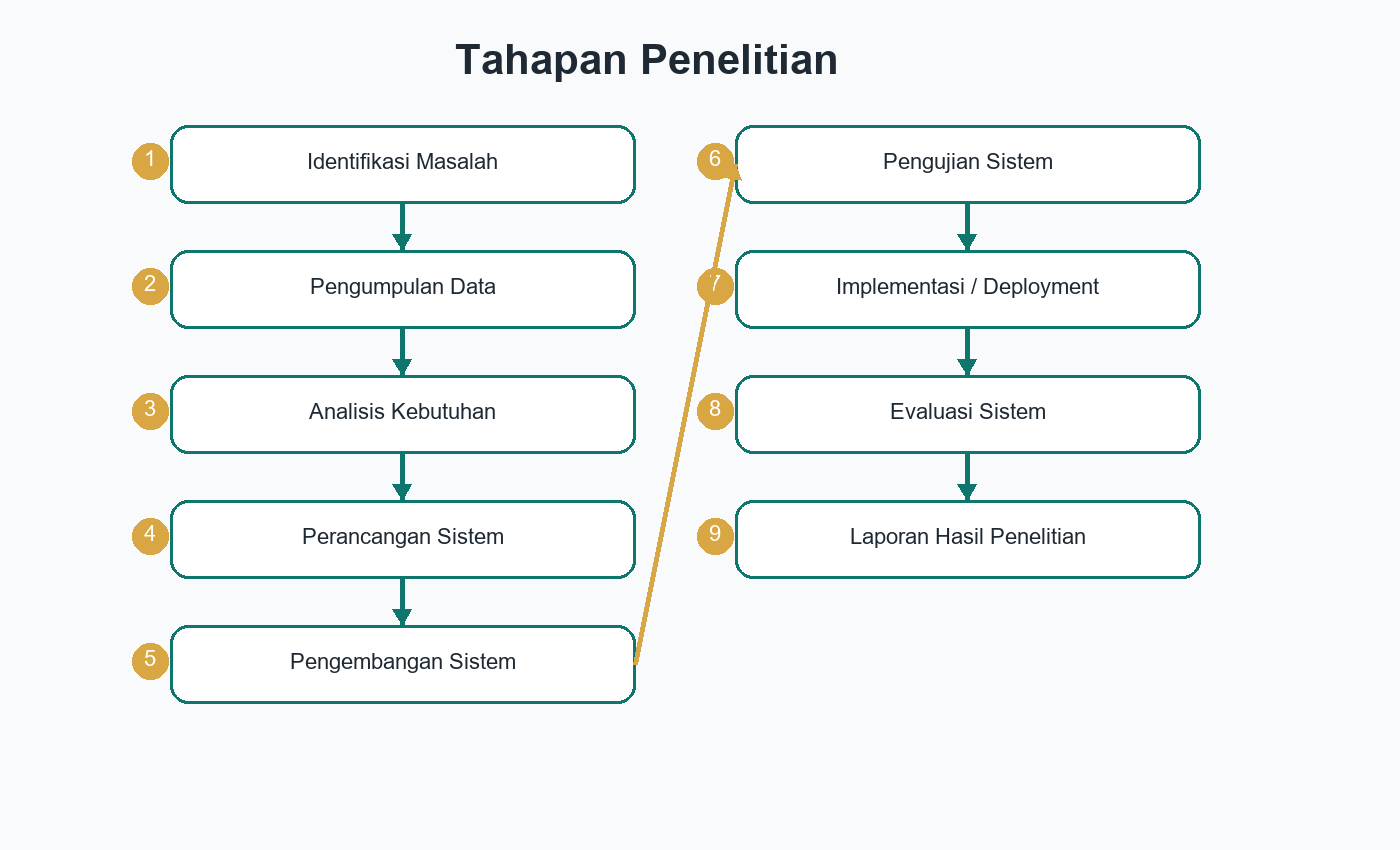 Tahapan Penelitian
1
Identifikasi Masalah
2
Pengumpulan Data
3
Analisis Kebutuhan
4
Perancangan Sistem
5
Pengembangan Sistem
6
Pengujian Sistem
7
Implementasi / Deployment
8
Evaluasi Sistem
9
Laporan Hasil Penelitian